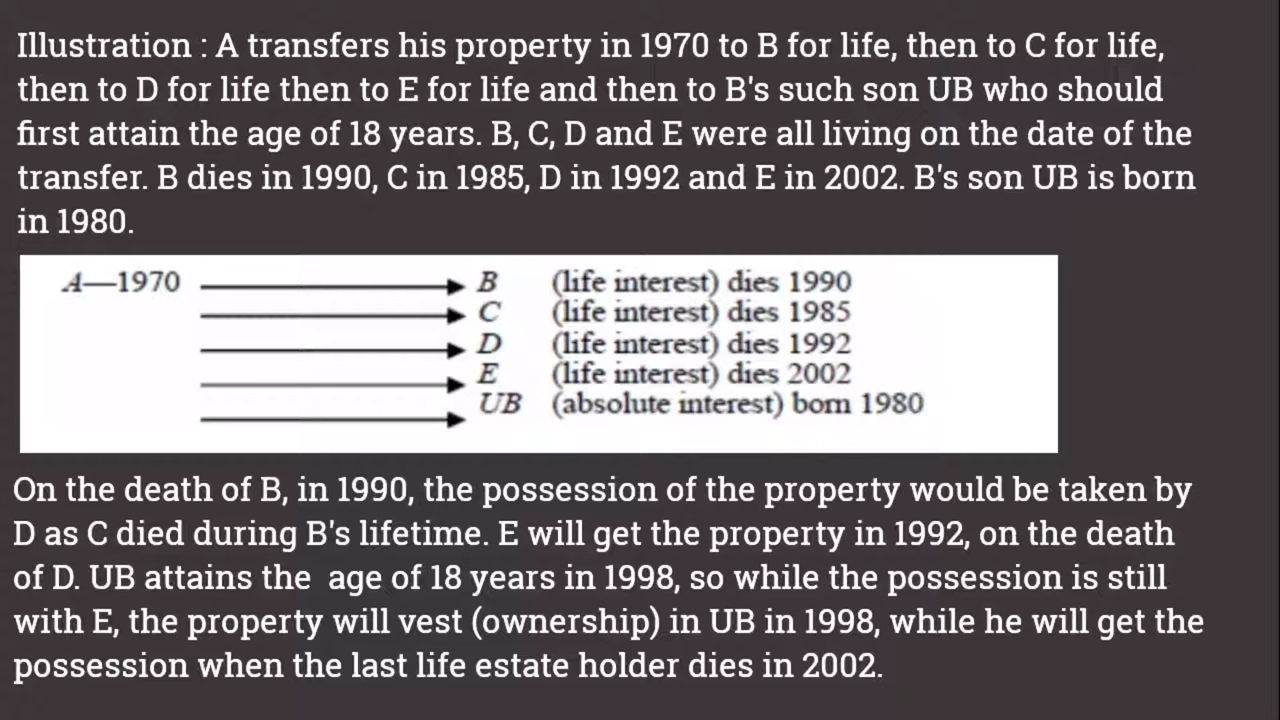 Illustration : A transfers his property in 1970 to B for life, then to C for life,
then to D for life then to E for life and then to B's such son UB who should
first attain the age of 18 years. B, C, D and E were all living on the date of the
transfer. B dies in 1990, C in 1985, D in 1992 and E in 2002. B's son UB is born
in 1980.
A—1970 B (life interest) dies 1990
C (life interest) dies 1985
D (life interest) dies 1992
E (life interest) dies 2002
UB (absolute interest) born 1980
On the death of B, in 1990, the possession of the property would be taken by
D as C died during B's lifetime. E will get the property in 1992, on the death
of D. UB attains the age of 18 years in 1998, so while the possession is still
with E, the property will vest (ownership) in UB in 1998, while he will get the
possession when the last life estate holder dies in 2002.